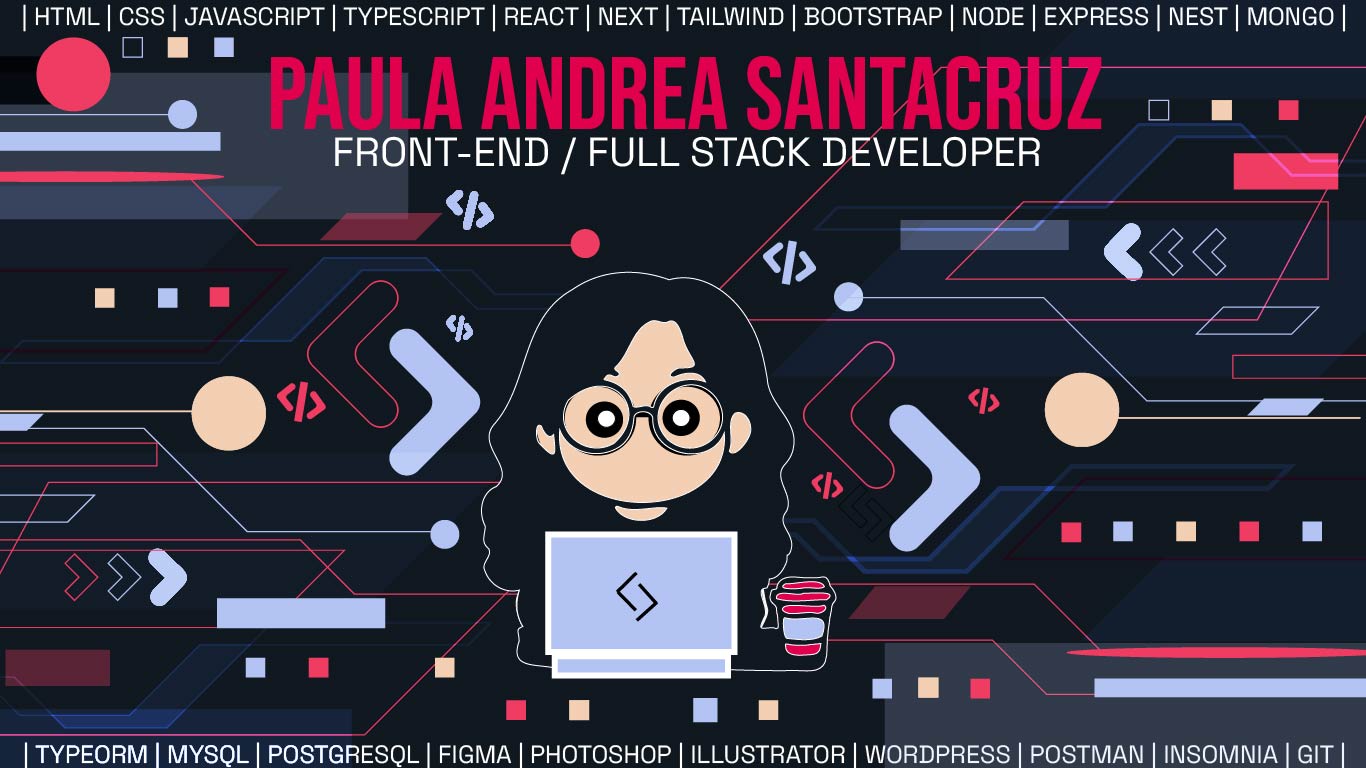 | HTML | CSS | JAVASCRIPT | TYPESCRIPT | REACT | NEXT | TAILWIND | BOOTSTRAP | NODE | EXPRESS | NEST | MONGO |
PAULA ANDREA SANTACRUZ
FRONT-END / FULL STACK DEVELOPER
| TYPEORM | MYSQL | POSTGRESQL | FIGMA | PHOTOSHOP | ILLUSTRATOR | WORDPRESS | POSTMAN | INSOMNIA | GIT |